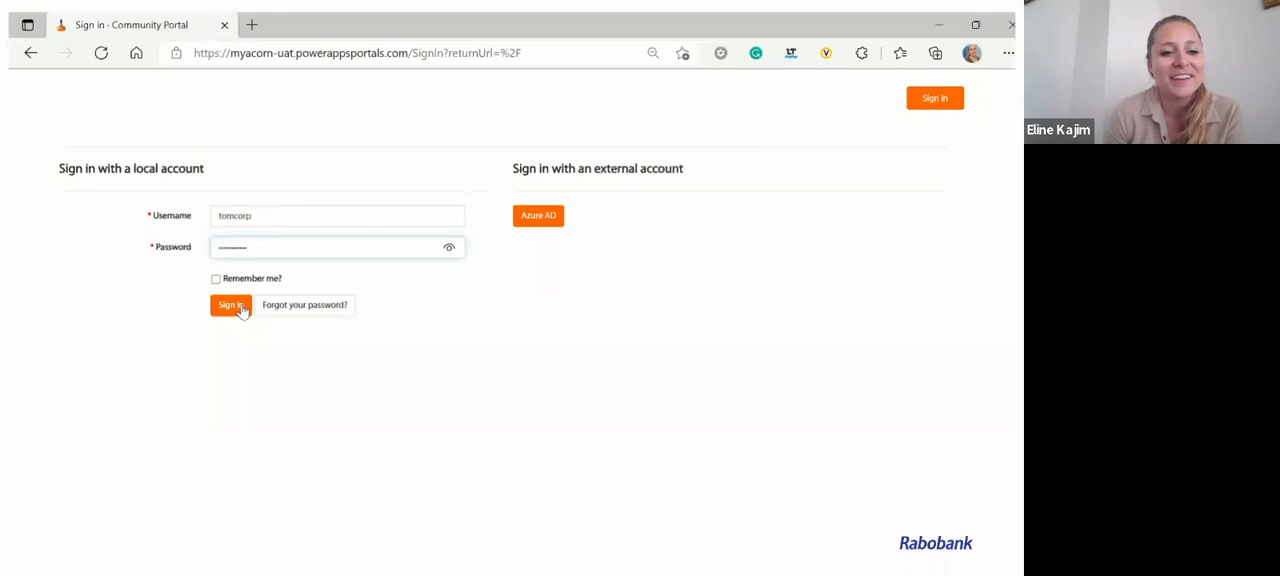 Sign in · Community Portal
https://myacorn-uat.powerappsportals.com/SignIn?returnUrl=%2F
Sign in
Sign in with a local account
Sign in with an external account
* Username
tomcorp
Azure AD
* Password
Remember me?
Sign in
Forgot your password?
Rabobank
Eline Kajim